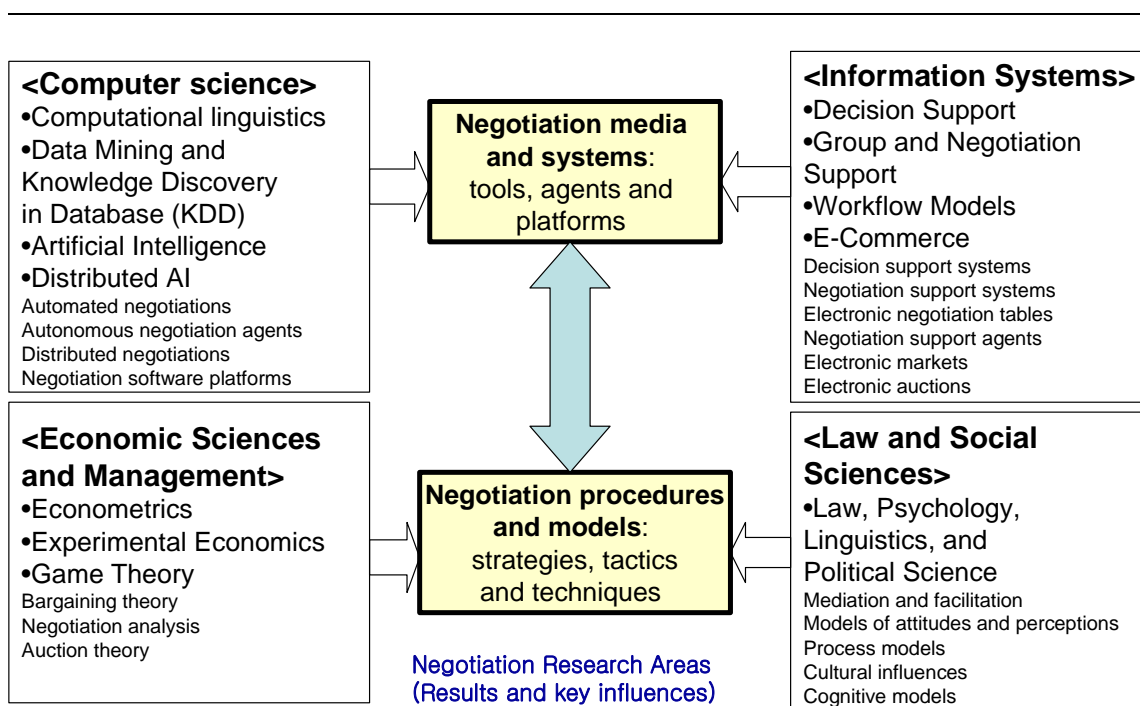 <Computer science>
•Computational linguistics
•Data Mining and
Knowledge Discovery
in Database (KDD)
•Artificial Intelligence
•Distributed AI
Automated negotiations
Autonomous negotiation agents
Distributed negotiations
Negotiation software platforms
Negotiation media
and systems:
tools, agents and
platforms
<Information Systems>
•Decision Support
•Group and Negotiation
Support
•Workflow Models
•E-Commerce
Decision support systems
Negotiation support systems
Electronic negotiation tables
Negotiation support agents
Electronic markets
Electronic auctions
<Economic Sciences
and Management>
•Econometrics
•Experimental Economics
•Game Theory
Bargaining theory
Negotiation analysis
Auction theory
Negotiation procedures
and models:
strategies, tactics
and techniques
<Law and Social
Sciences>
•Law, Psychology,
Linguistics, and
Political Science
Mediation and facilitation
Models of attitudes and perceptions
Process models
Cultural influences
Cognitive models
Negotiation Research Areas
(Results and key influences)